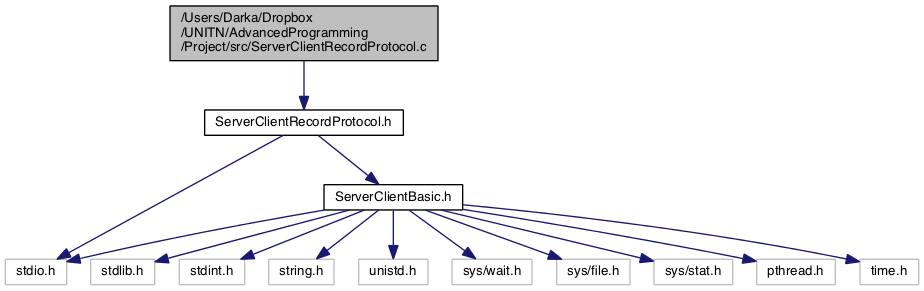 /Users/Darka/Dropbox
/UNITN/AdvancedProgramming
/Project/src/ServerClientRecordProtocol.c
ServerClientRecordProtocol.h
ServerClientBasic.h
stdio.h
stdlib.h
stdint.h
string.h
unistd.h
sys/wait.h
sys/file.h
sys/stat.h
pthread.h
time.h